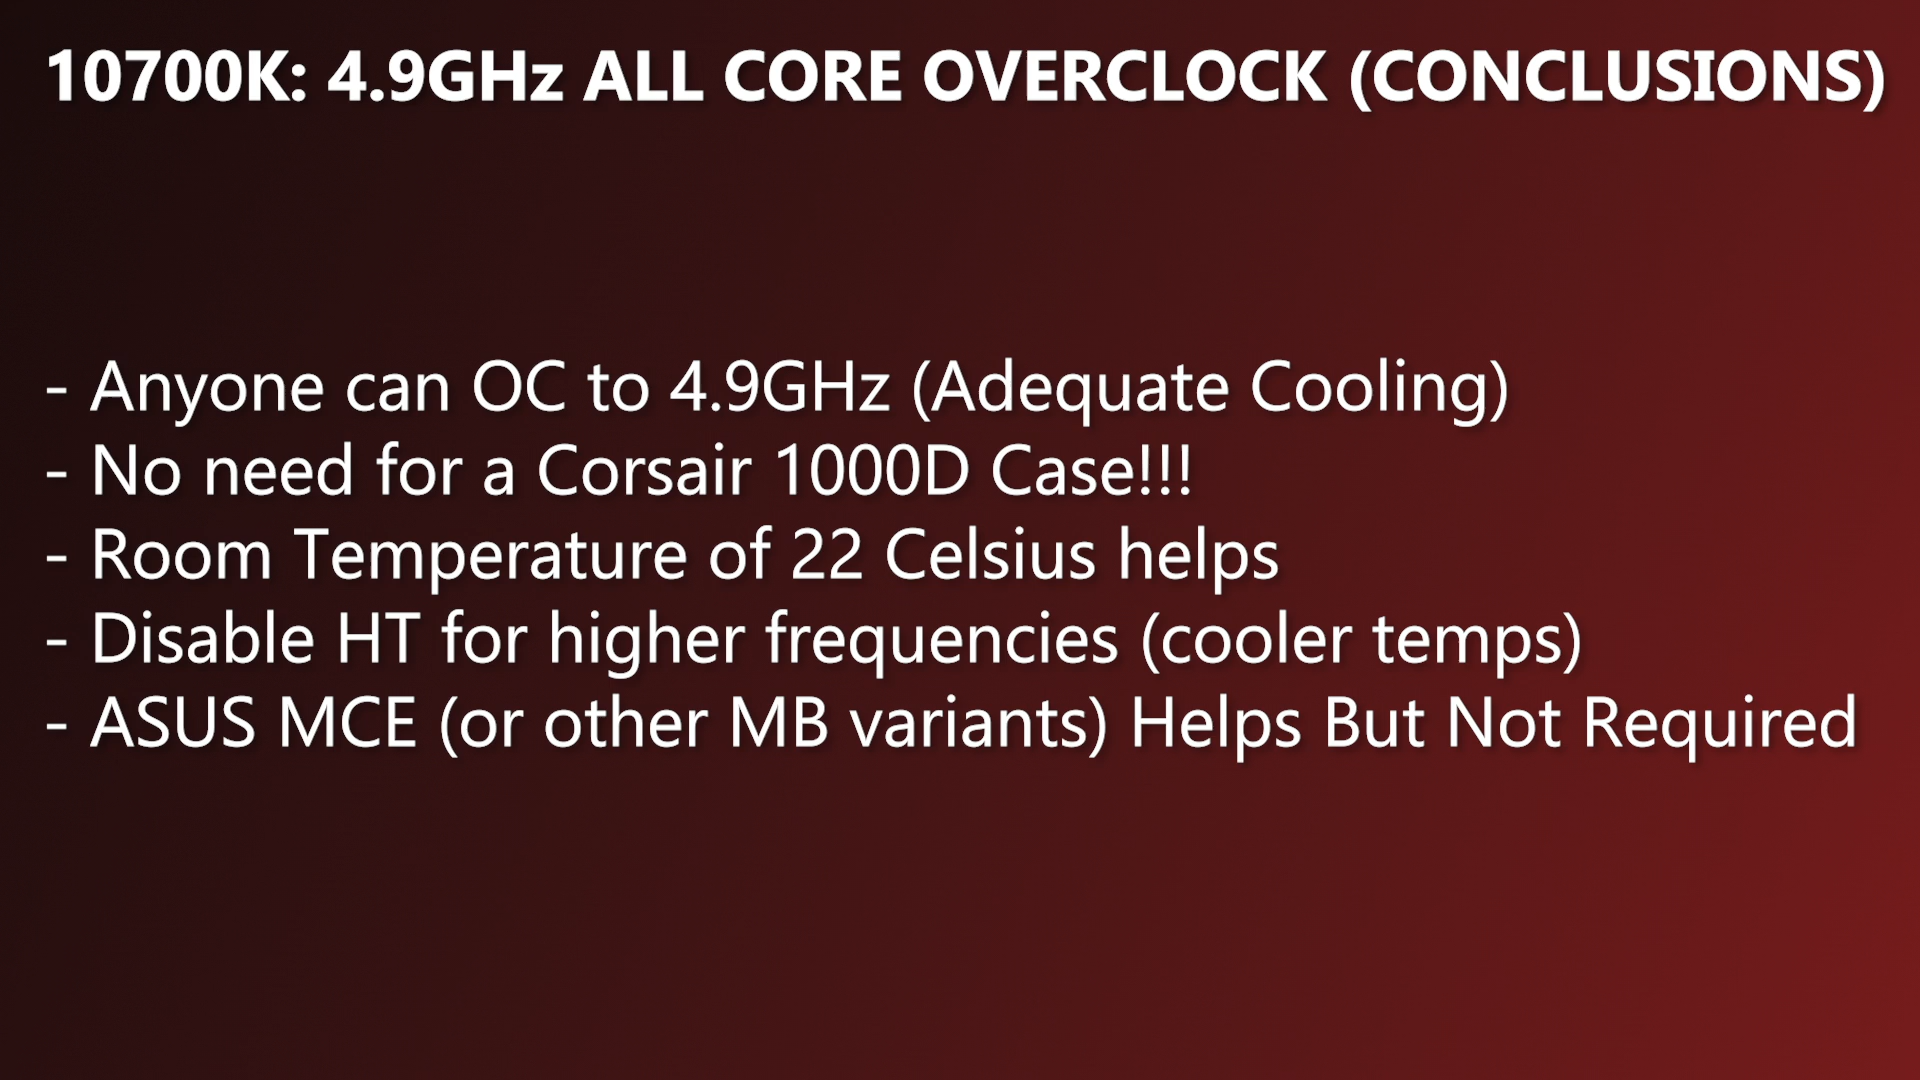 10700K: 4.9GHz ALL CORE OVERCLOCK (CONCLUSIONS)
- Anyone can OC to 4.9GHz (Adequate Cooling)
- No need for a Corsair 1000D Case!!!
- Room Temperature of 22 Celsius helps
- Disable HT for higher frequencies (cooler temps)
- ASUS MCE (or other MB variants) Helps But Not Required